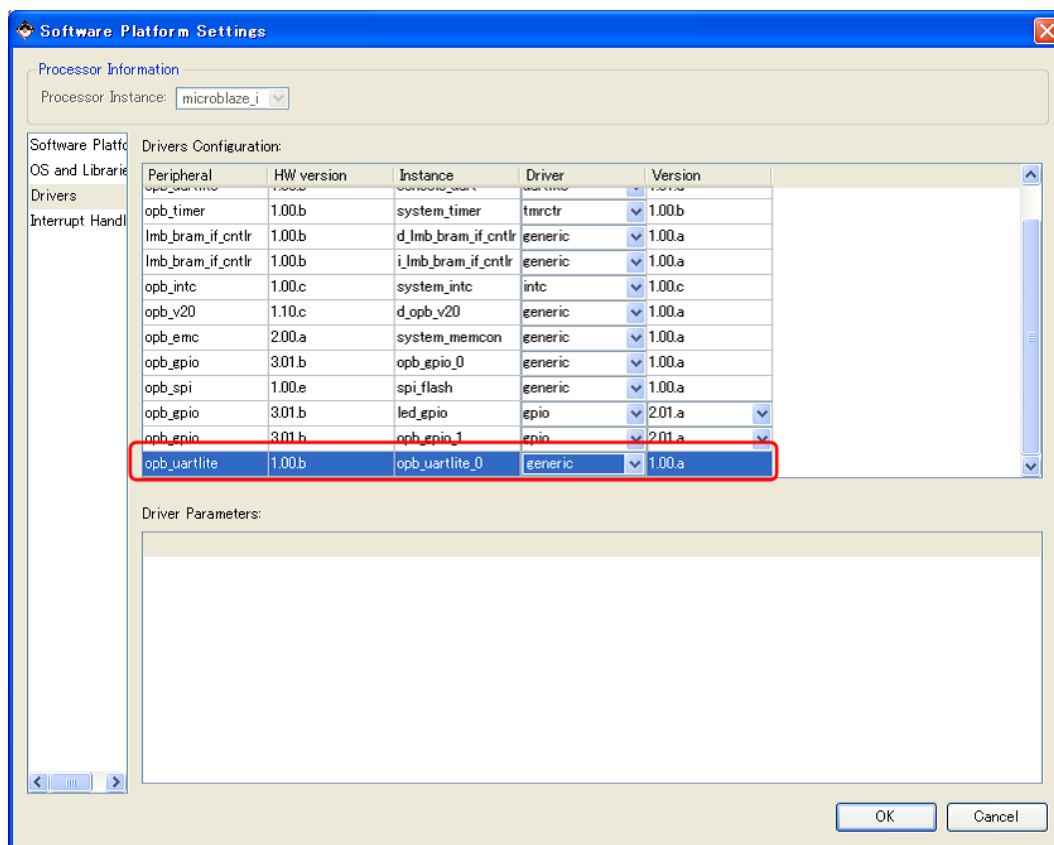 Software Platform Settings
Processor Information
Processor Instance: microblaze_i
Software Platfo
OS and Librarie
Drivers
Interrupt Handl
Drivers Configuration:
Peripheral HW version Instance Driver Version
opb_timer 1.00.b system_timer tmrctr 1.00.b
lmb_bram_if_cntlr 1.00.b d_lmb_bram_if_cntlr generic 1.00.a
lmb_bram_if_cntlr 1.00.b i_lmb_bram_if_cntlr generic 1.00.a
opb_intc 1.00.c system_intc intc 1.00.c
opb_v20 1.10.c d_opb_v20 generic 1.00.a
opb_emc 2.00.a system_memcon generic 1.00.a
opb_gpio 3.01.b opb_gpio_0 generic 1.00.a
opb_spi 1.00.e spi_flash generic 1.00.a
opb_gpio 3.01.b led_gpio gpio 2.01.a
opb_gpio 3.01.b opb_gpio_1 gpio 2.01.a
opb_uartlite 1.00.b opb_uartlite_0 generic 1.00.a
Driver Parameters:
OK Cancel